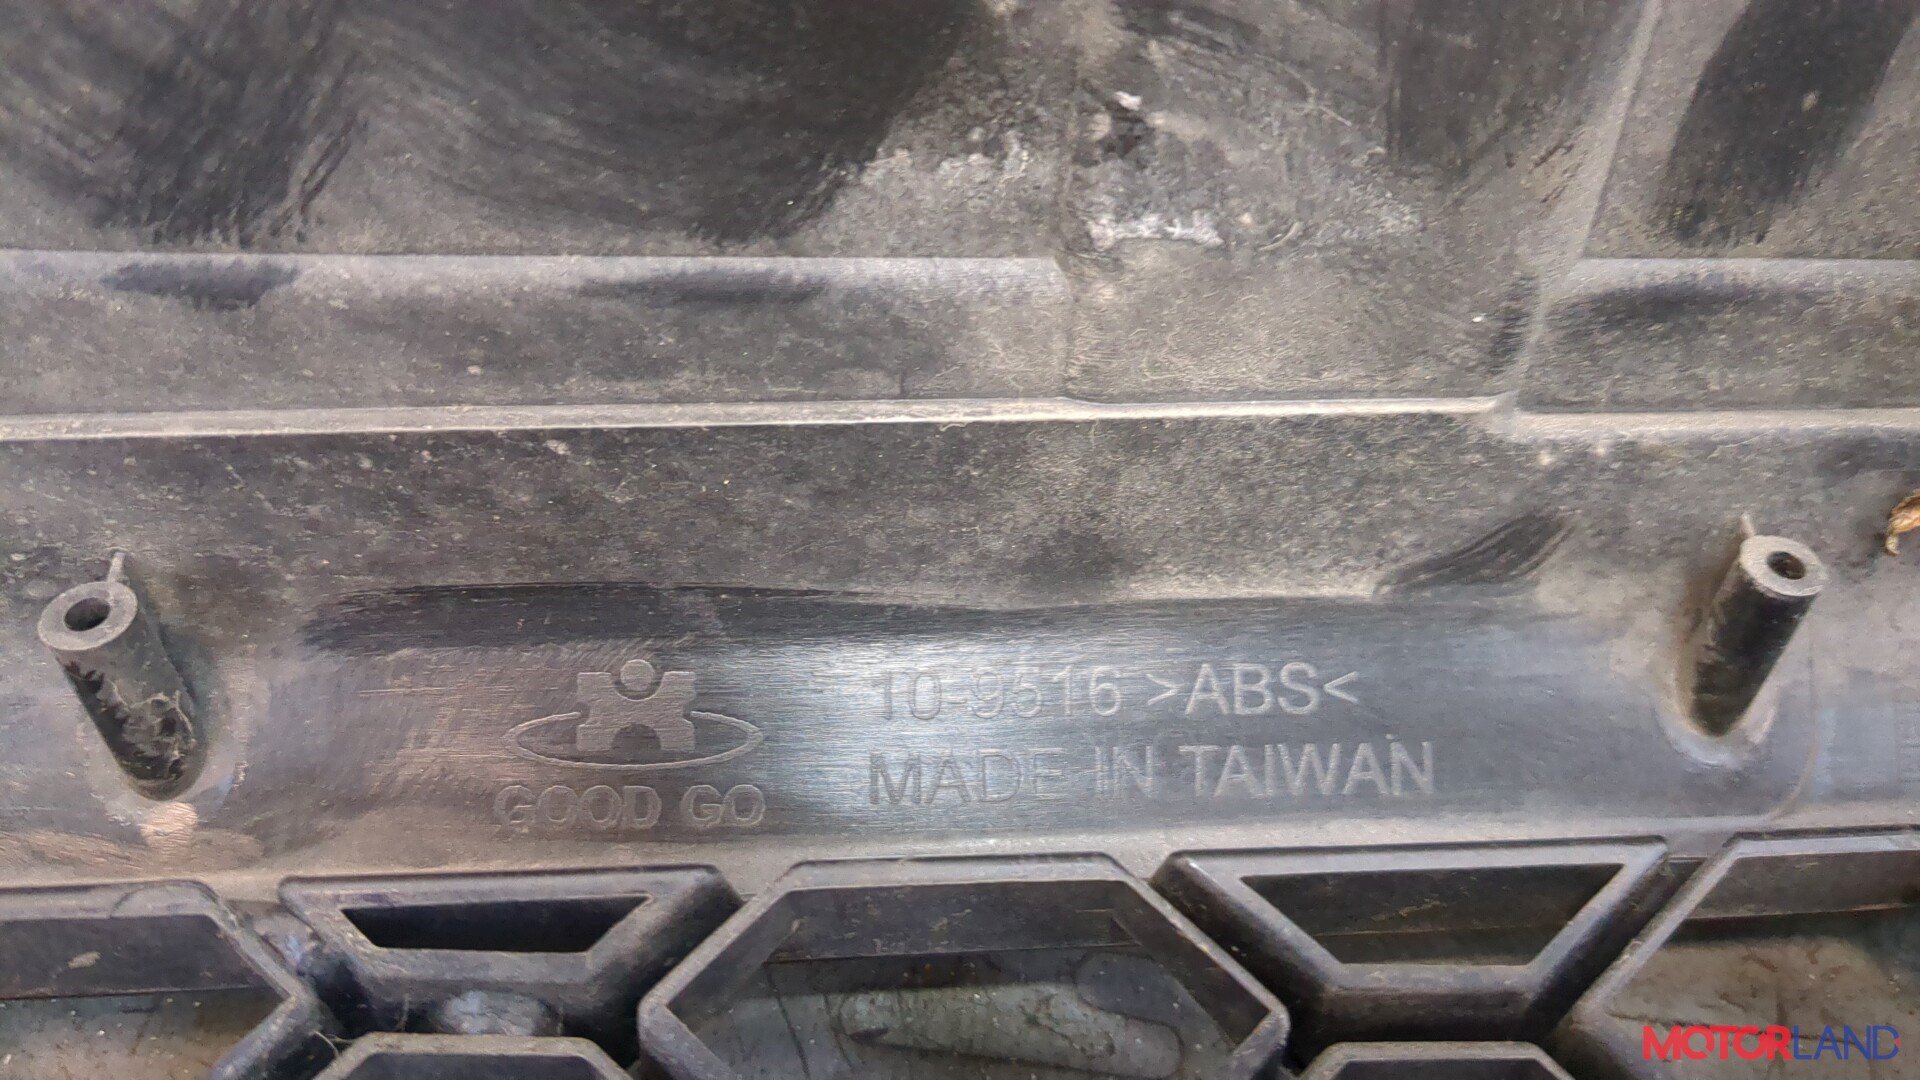 10-9516 >ABS<
MADE IN TAIWAN
GOOD GO
MOTORLAND